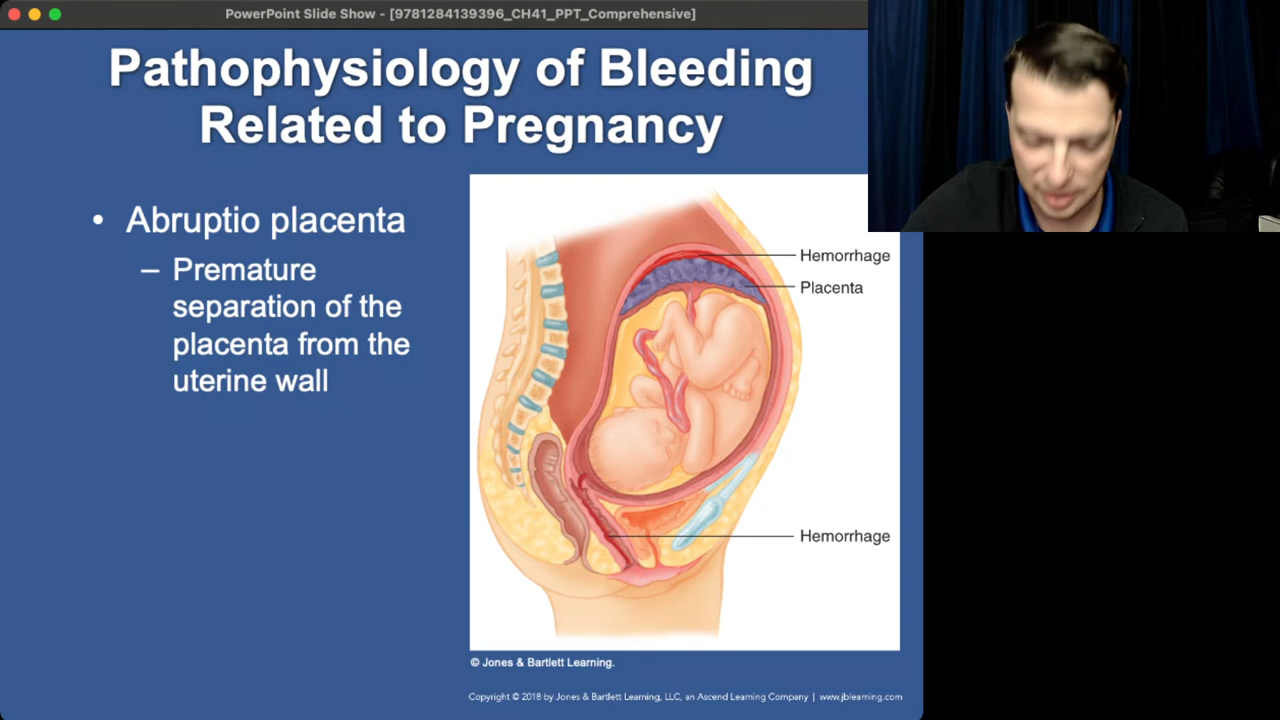 PowerPoint Slide Show - [9781284139396_CH41_PPT_Comprehensive]
Pathophysiology of Bleeding
Related to Pregnancy
• Abruptio placenta
– Premature
separation of the
placenta from the
uterine wall
Hemorrhage
Placenta
Hemorrhage
© Jones & Bartlett Learning.
Copyright © 2018 by Jones & Bartlett Learning, LLC, an Ascend Learning Company | www.jblearning.com